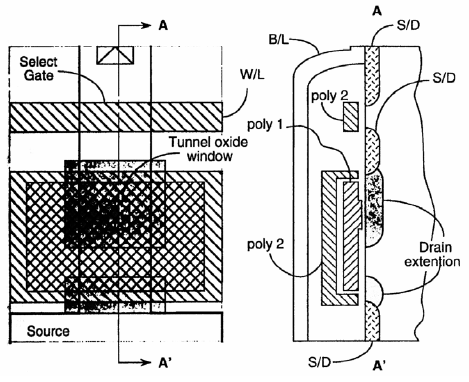 A
Select
Gate
W/L
Tunnel oxide
window
Source
A'
A
S/D
B/L
S/D
poly 2
poly 1
poly 2
Drain
extention
S/D
A'